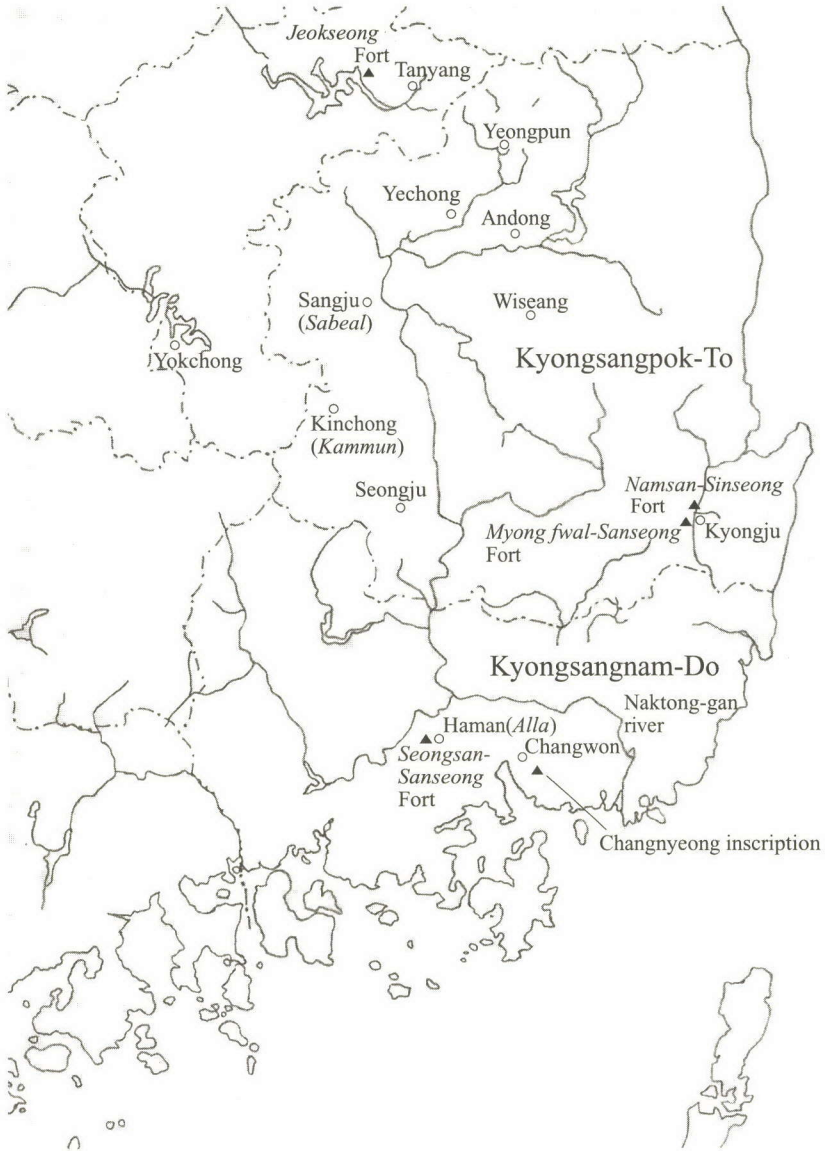 Jeokseong
Fort
Tanyang
Yeongpun
Yechong
Andong
Sangju
(Sabeal)
Wiseang
Yokchong
Kyongsangpok-To
Kinchong
(Kammun)
Seongju
Namsan-Sinseong
Fort
Myong fwal-Sanseong
Fort
Kyongju
Kyongsangnam-Do
Naktong-gan
river
Haman(Alla)
Changwon
Seongsan-
Sanseong
Fort
Changnyeong inscription